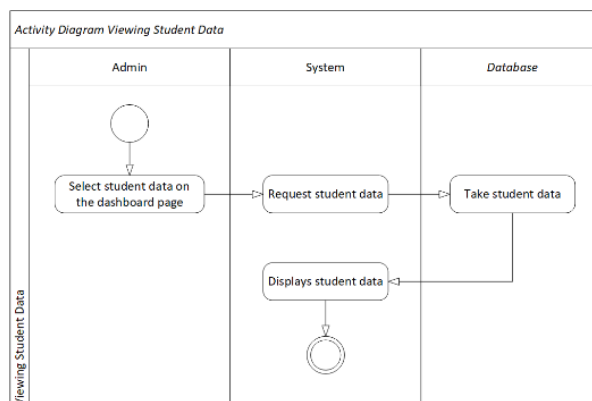 Activity Diagram Viewing Student Data
Admin
System
Database
Select student data on
the dashboard page
Request student data
Take student data
Displays student data
Viewing Student Data